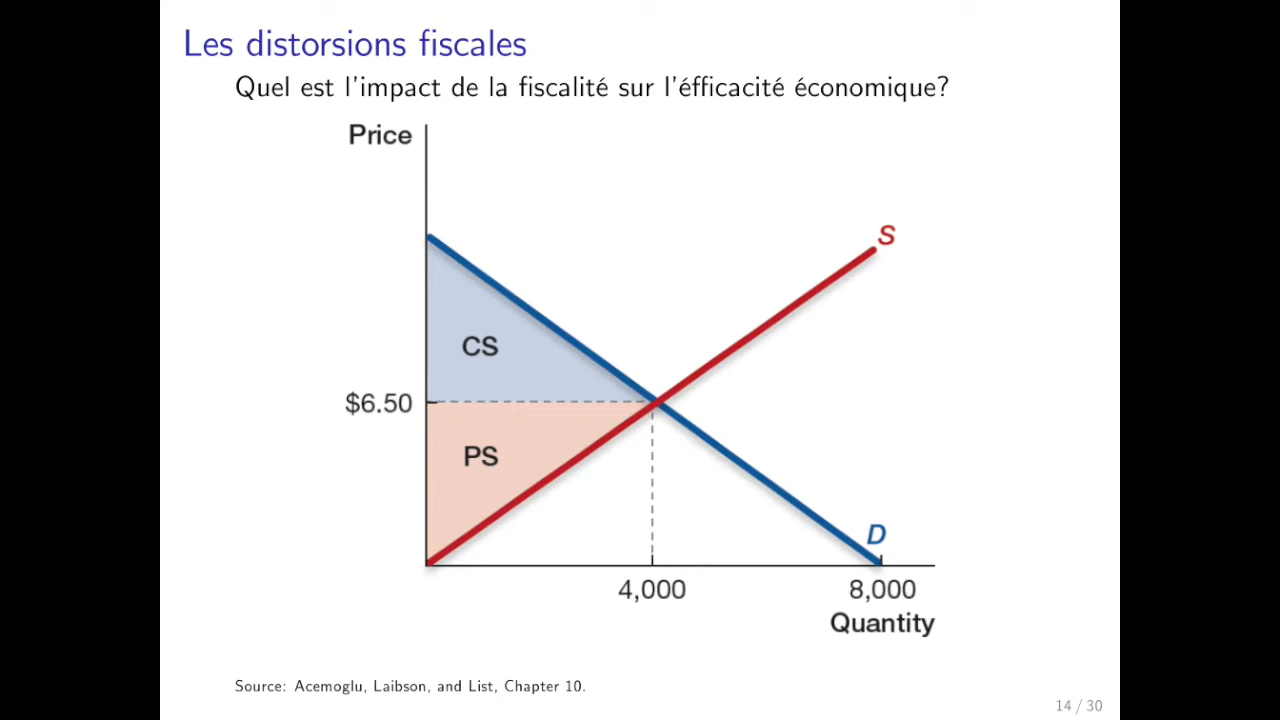 Les distorsions fiscales
Quel est l'impact de la fiscalité sur l'éfficacité économique?
Price
S
CS
$6.50
PS
D
4,000
8,000
Quantity
Source: Acemoglu, Laibson, and List, Chapter 10.
14 / 30